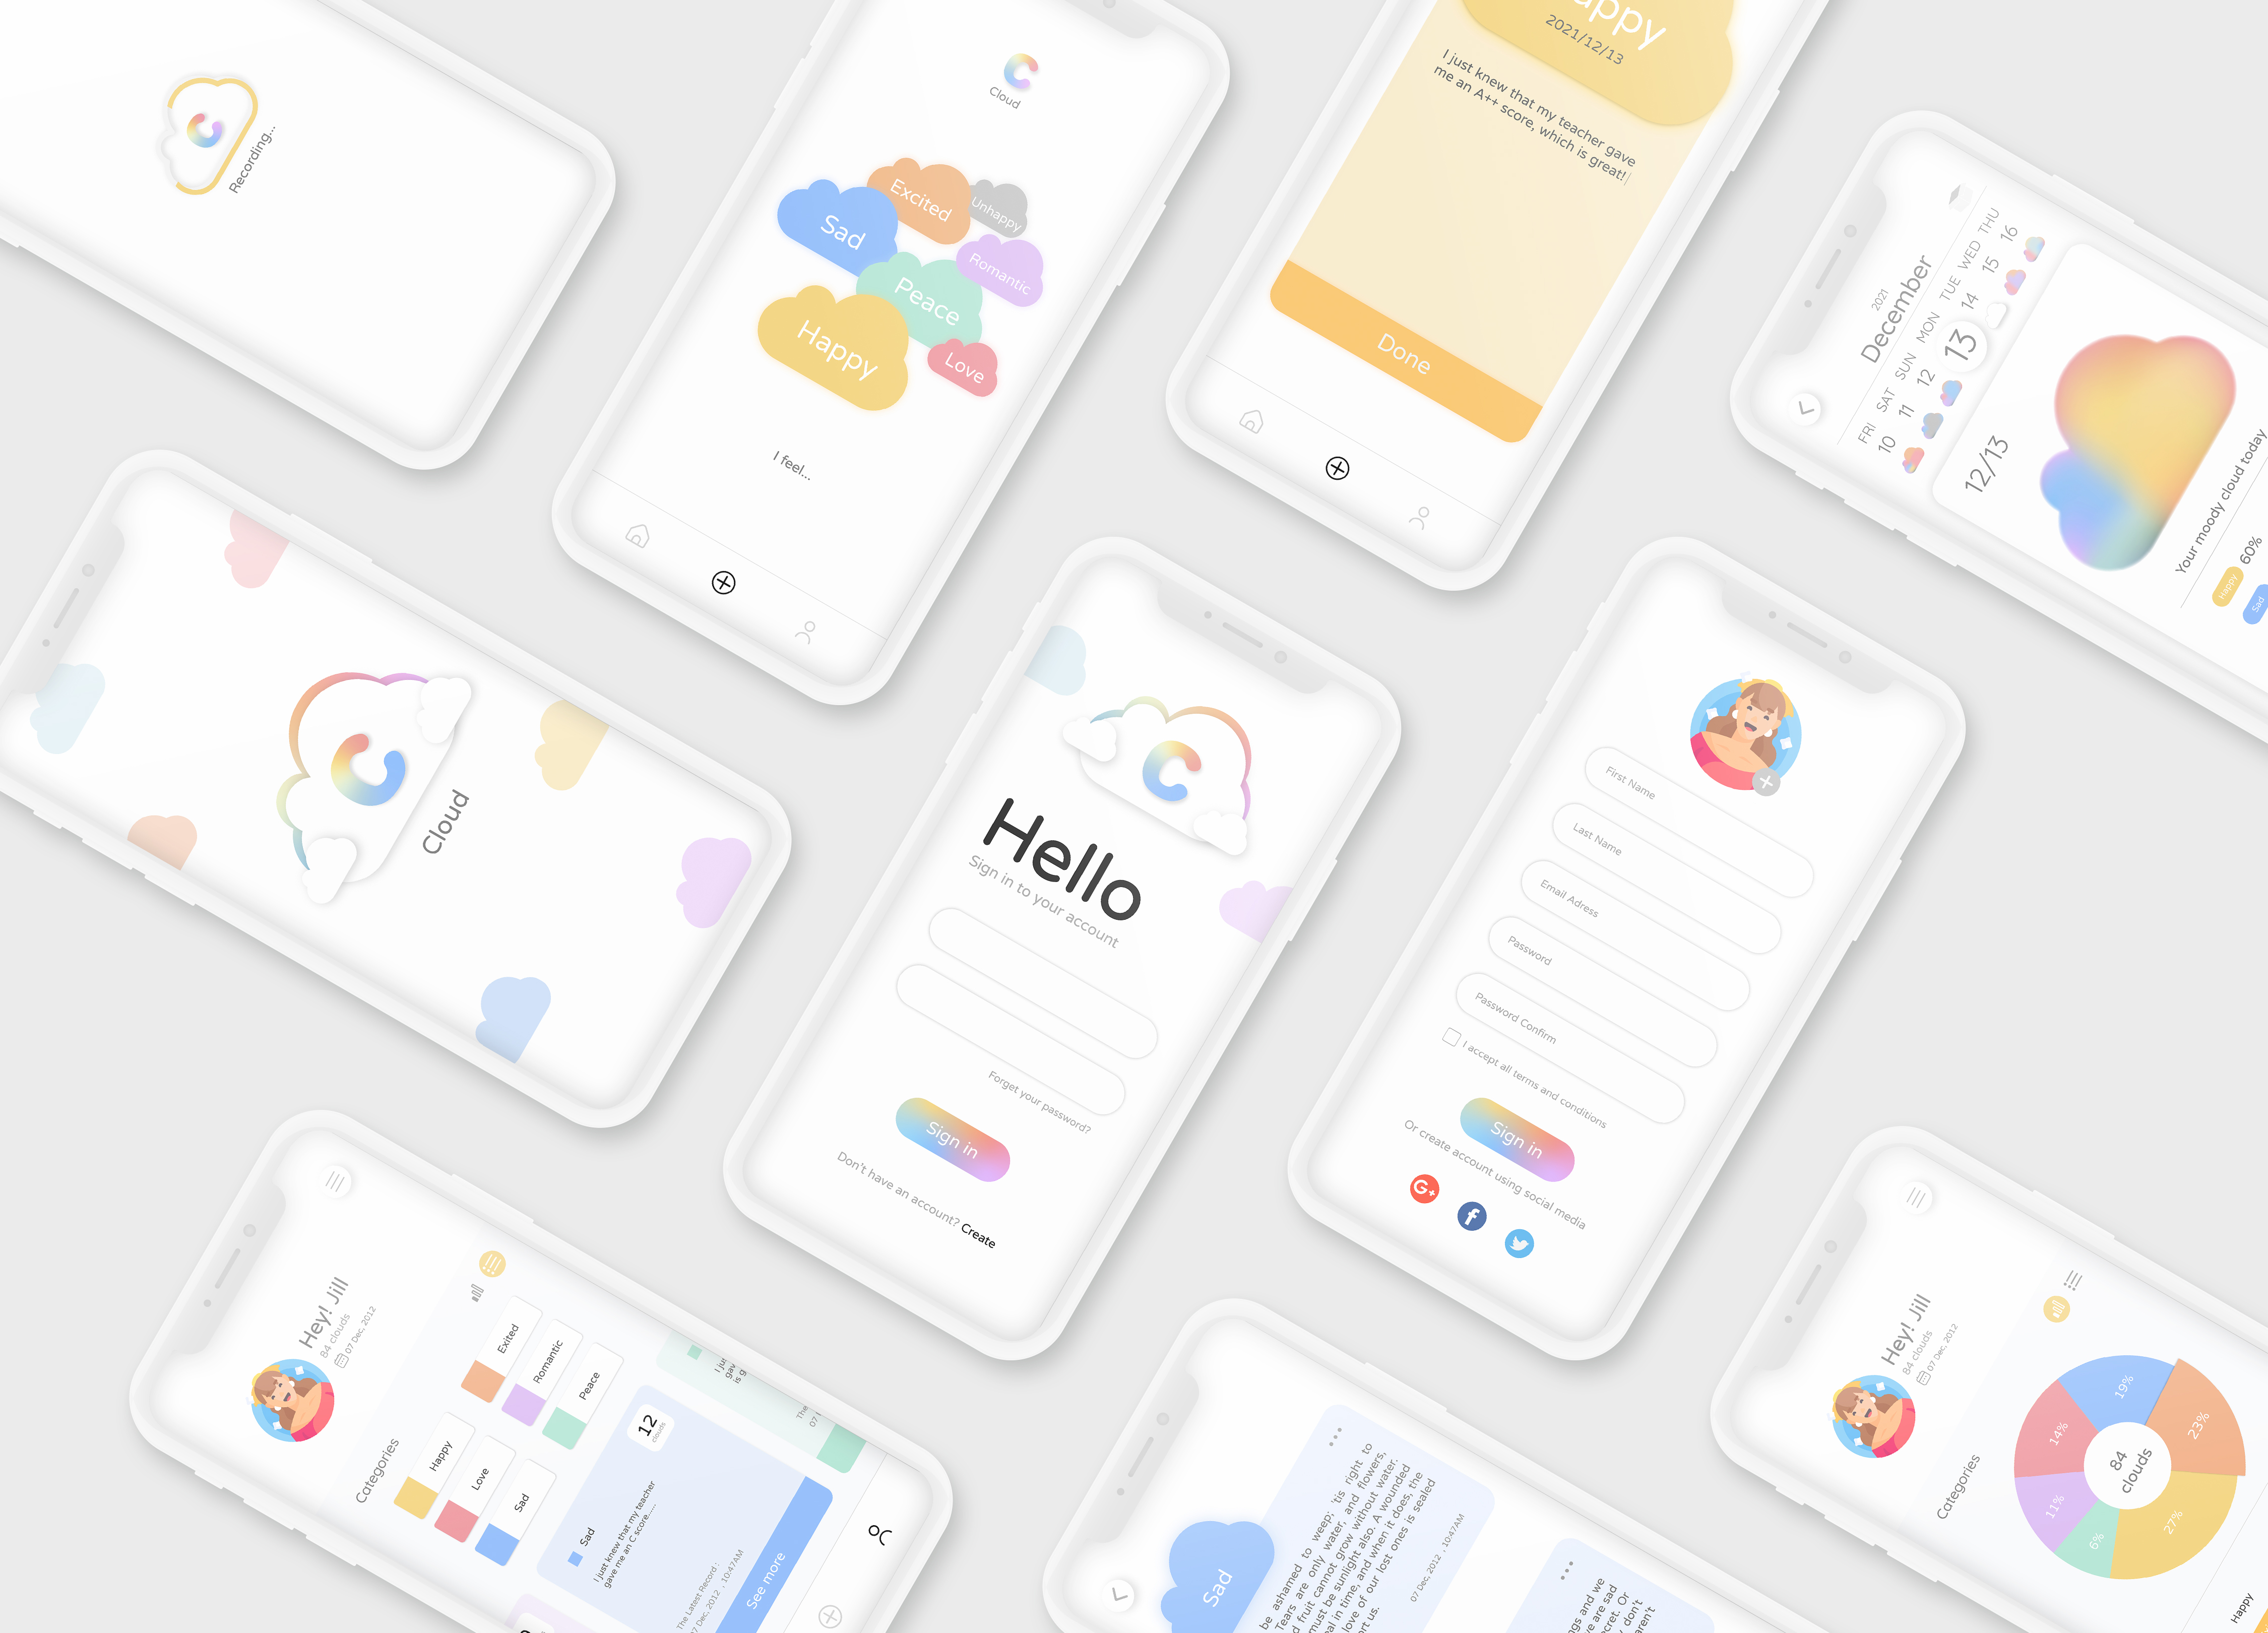 Recording...
Cloud
Excited
Unhappy
Sad
Romantic
Peace
Happy
Love
I feel...
2021/12/13
I just knew that my teacher gave
me an A++ score, which is great!
Done
2021
December
FRI SAT SUN MON TUE WED THU
10 11 12 13 14 15 16
12/13
Your moody cloud today
Happy 60%
Sad
Cloud
Hello
Sign in to your account
Forget your password?
Sign in
Don't have an account? Create
First Name
Last Name
Email Adress
Password
Password Confirm
I accept all terms and conditions
Sign in
Or create account using social media
G+
f
Hey! Jill
84 clouds
07 Dec, 2012
Categories
Happy
Exited
Love
Romantic
Sad
Peace
12
clouds
Sad
I just knew that my teacher
gave me an C score......
The Latest Record :
07 Dec, 2012 , 10:47AM
See more
Sad
be ashamed to weep; 'tis right to
Tears are only water, and flowers,
fruit cannot grow without water.
must be sunlight also. A wounded
in time, and when it does, the
love of our lost ones is sealed
us.
07 Dec, 2012 , 10:47AM
and we
are sad
Or
don't
Hey! Jill
84 clouds
07 Dec, 2012
Categories
19%
23%
14%
84
clouds
11%
6%
27%
Happy